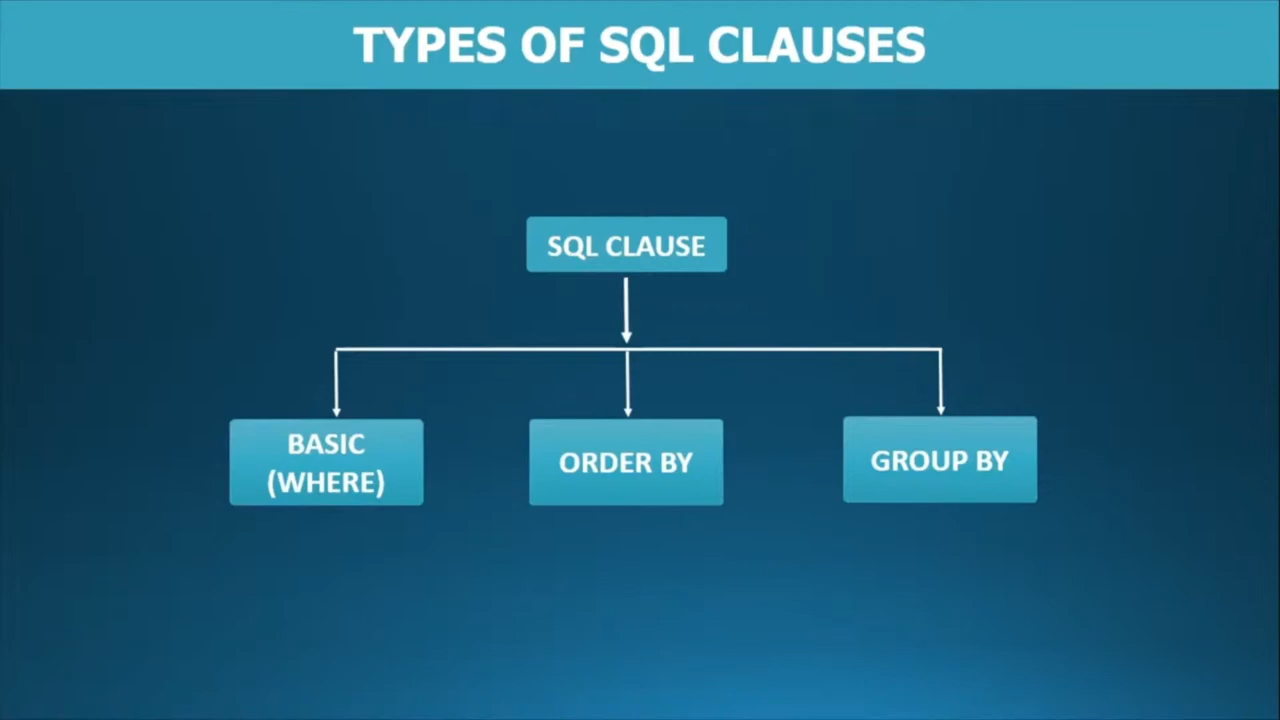 TYPES OF SQL CLAUSES
SQL CLAUSE
BASIC
(WHERE)
ORDER BY
GROUP BY